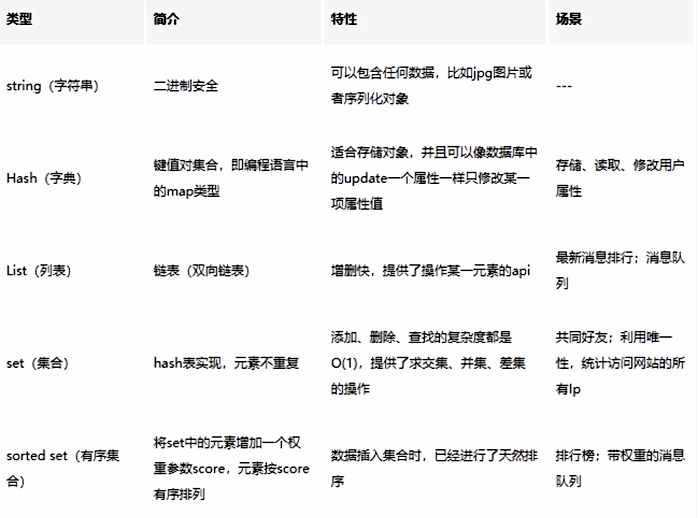 类型 简介 特性 场景
string（字符串） 二进制安全 可以包含任何数据，比如jpg图片或
者序列化对象 ---
Hash（字典） 键值对集合，即编程语言中
的map类型 适合存储对象，并且可以像数据库中
的update一个属性一样只修改某一
项属性值 存储、读取、修改用户
属性
List（列表） 链表（双向链表） 增删快，提供了操作某一元素的api 最新消息排行；消息队
列
set（集合） hash表实现，元素不重复 添加、删除、查找的复杂度都是
O(1)，提供了求交集、并集、差集
的操作 共同好友；利用唯一
性，统计访问网站的所
有Ip
sorted set（有序集
合） 将set中的元素增加一个权
重参数score，元素按score
有序排列 数据插入集合时，已经进行了天然排
序 排行榜；带权重的消息
队列